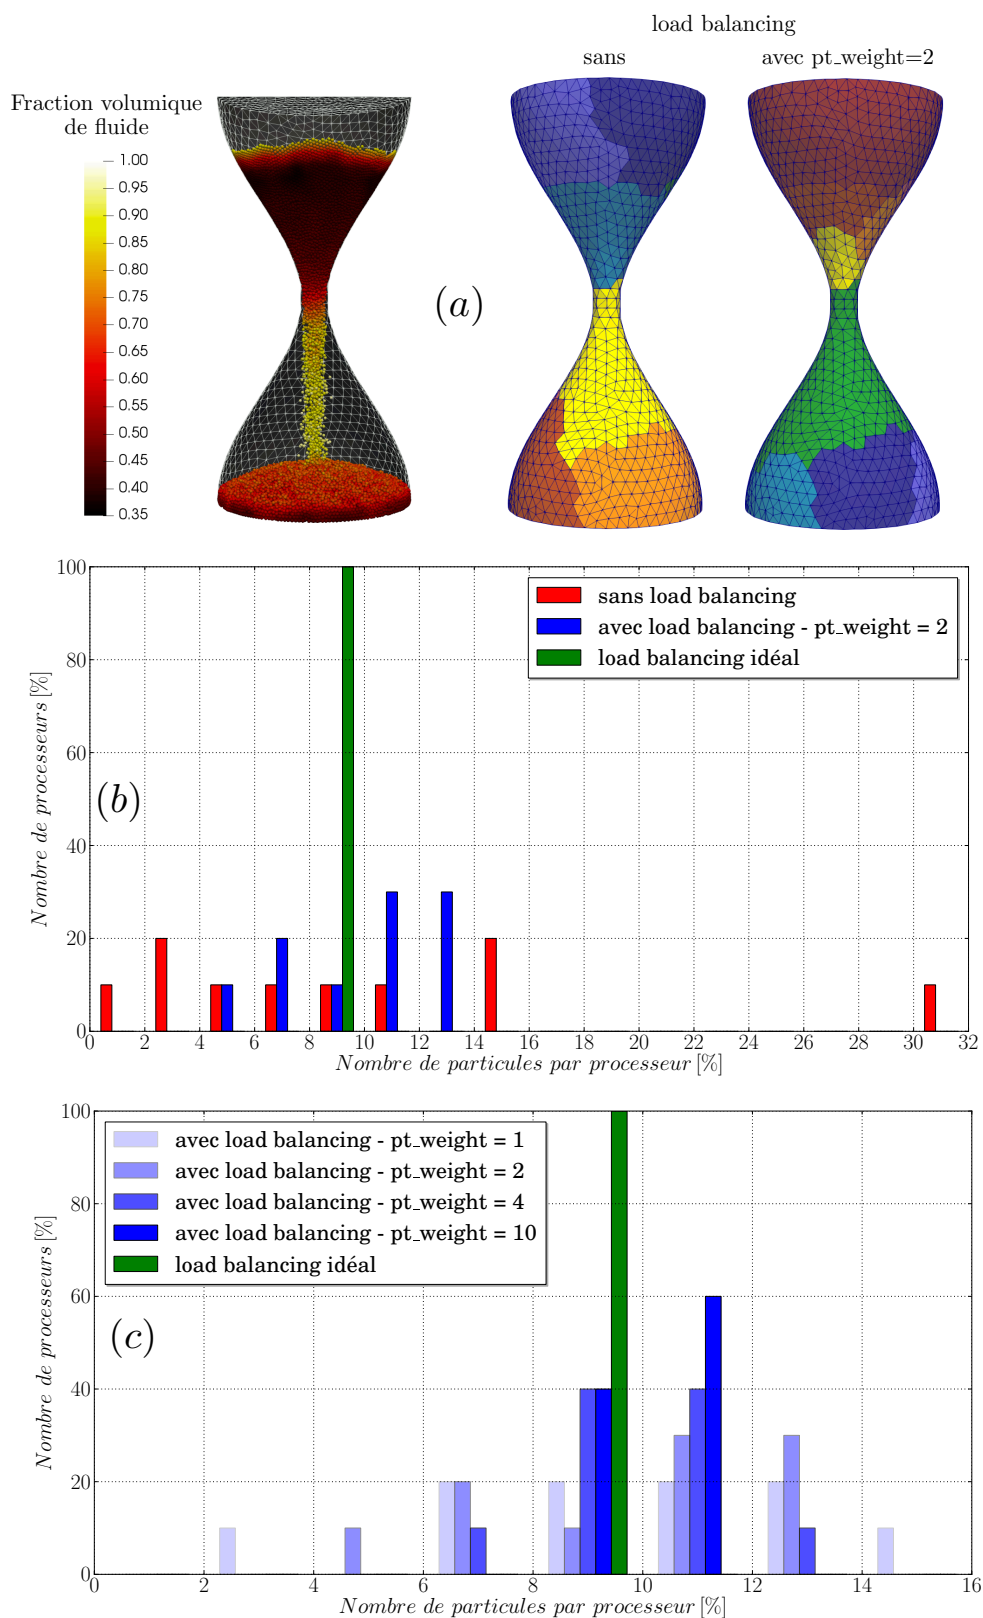 load balancing
sans
avec pt_weight=2
Fraction volumique
de fluide
1.00
0.95
0.90
0.85
0.80
0.75
0.70
0.65
0.60
0.55
0.50
0.45
0.40
0.35
(a)
100
80
60
40
20
0
Nombre de processeurs [%]
sans load balancing
avec load balancing - pt_weight = 2
load balancing idéal
(b)
0 2 4 6 8 10 12 14 16 18 20 22 24 26 28 30 32
Nombre de particules par processeur [%]
100
80
60
40
20
0
Nombre de processeurs [%]
avec load balancing - pt_weight = 1
avec load balancing - pt_weight = 2
avec load balancing - pt_weight = 4
avec load balancing - pt_weight = 10
load balancing idéal
(c)
0 2 4 6 8 10 12 14 16
Nombre de particules par processeur [%]